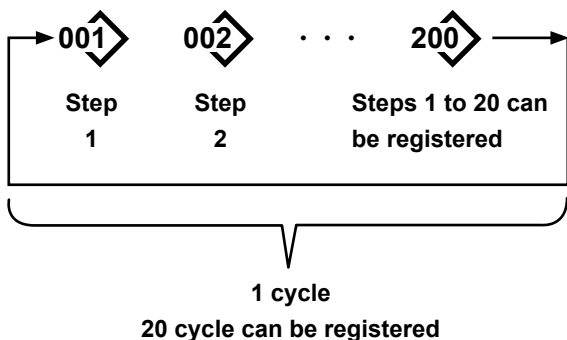 001 002 · · · 200
Step Step Steps 1 to 20 can
1 2 be registered
1 cycle
20 cycle can be registered